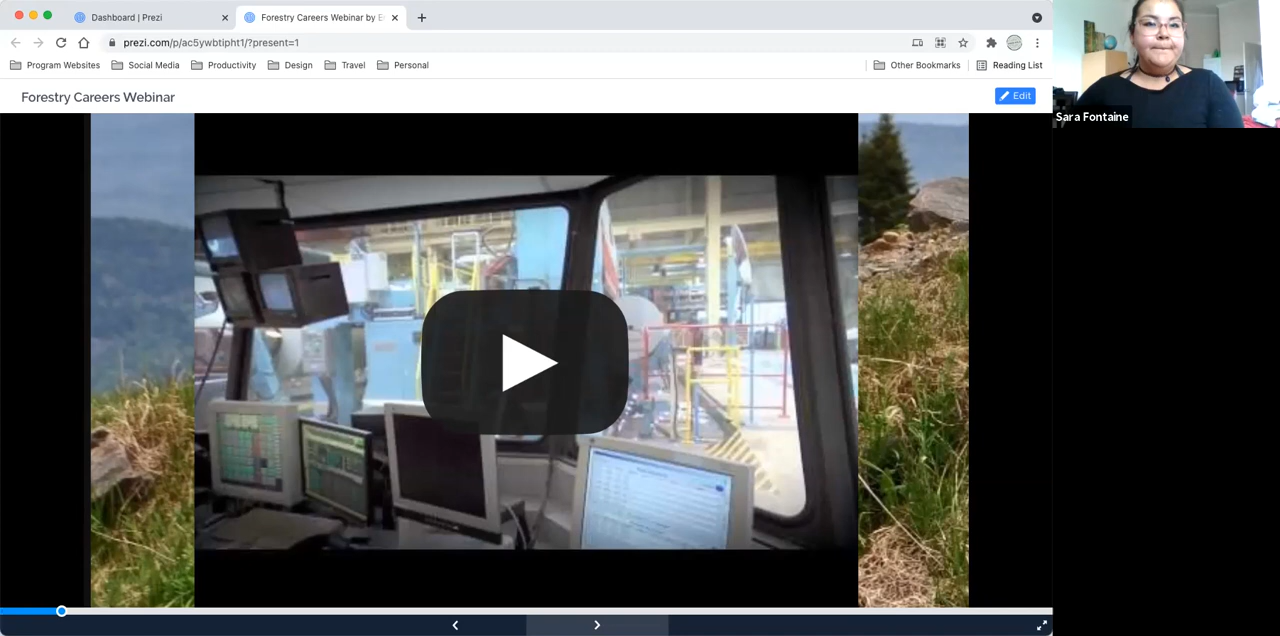 Dashboard | Prezi
Forestry Careers Webinar by E
prezi.com/p/ac5ywbtipht1/?present=1
Program Websites
Social Media
Productivity
Design
Travel
Personal
Other Bookmarks
Reading List
Forestry Careers Webinar
Edit
Sara Fontaine